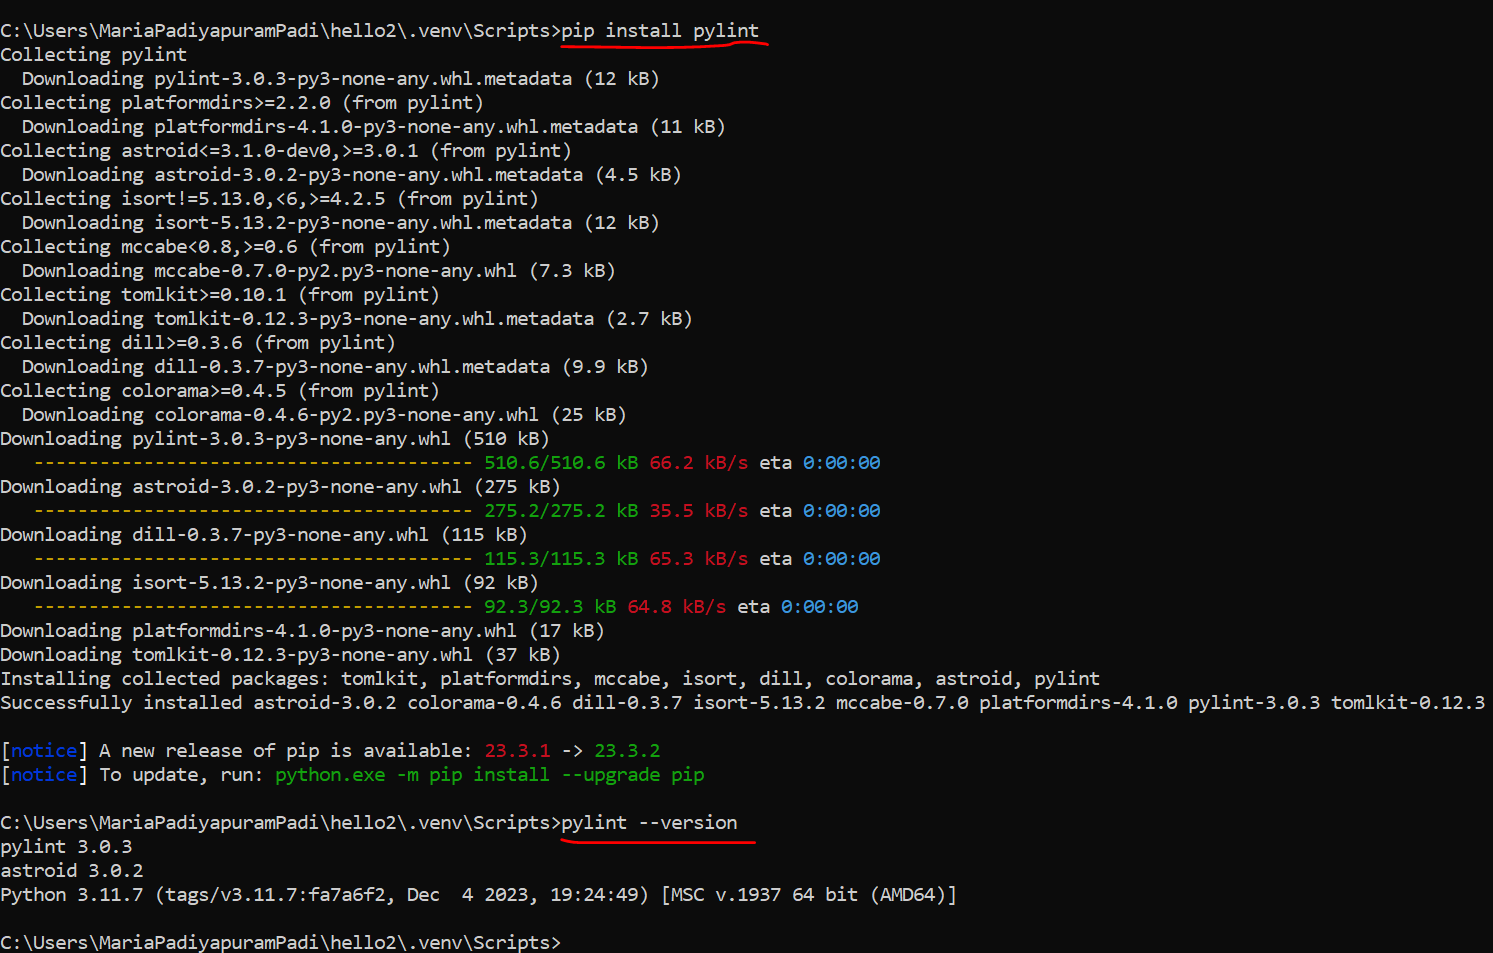 C:\Users\MariaPadiyapuramPadi\hello2\.venv\Scripts>pip install pylint
Collecting pylint
  Downloading pylint-3.0.3-py3-none-any.whl.metadata (12 kB)
Collecting platformdirs>=2.2.0 (from pylint)
  Downloading platformdirs-4.1.0-py3-none-any.whl.metadata (11 kB)
Collecting astroid<=3.1.0-dev0,>=3.0.1 (from pylint)
  Downloading astroid-3.0.2-py3-none-any.whl.metadata (4.5 kB)
Collecting isort!=5.13.0,<6,>=4.2.5 (from pylint)
  Downloading isort-5.13.2-py3-none-any.whl.metadata (12 kB)
Collecting mccabe<0.8,>=0.6 (from pylint)
  Downloading mccabe-0.7.0-py2.py3-none-any.whl (7.3 kB)
Collecting tomlkit>=0.10.1 (from pylint)
  Downloading tomlkit-0.12.3-py3-none-any.whl.metadata (2.7 kB)
Collecting dill>=0.3.6 (from pylint)
  Downloading dill-0.3.7-py3-none-any.whl.metadata (9.9 kB)
Collecting colorama>=0.4.5 (from pylint)
  Downloading colorama-0.4.6-py2.py3-none-any.whl (25 kB)
Downloading pylint-3.0.3-py3-none-any.whl (510 kB)
   ---------------------------------------- 510.6/510.6 kB 66.2 kB/s eta 0:00:00
Downloading astroid-3.0.2-py3-none-any.whl (275 kB)
   ---------------------------------------- 275.2/275.2 kB 35.5 kB/s eta 0:00:00
Downloading dill-0.3.7-py3-none-any.whl (115 kB)
   ---------------------------------------- 115.3/115.3 kB 65.3 kB/s eta 0:00:00
Downloading isort-5.13.2-py3-none-any.whl (92 kB)
   ---------------------------------------- 92.3/92.3 kB 64.8 kB/s eta 0:00:00
Downloading platformdirs-4.1.0-py3-none-any.whl (17 kB)
Downloading tomlkit-0.12.3-py3-none-any.whl (37 kB)
Installing collected packages: tomlkit, platformdirs, mccabe, isort, dill, colorama, astroid, pylint
Successfully installed astroid-3.0.2 colorama-0.4.6 dill-0.3.7 isort-5.13.2 mccabe-0.7.0 platformdirs-4.1.0 pylint-3.0.3 tomlkit-0.12.3
[notice] A new release of pip is available: 23.3.1 -> 23.3.2
[notice] To update, run: python.exe -m pip install --upgrade pip
C:\Users\MariaPadiyapuramPadi\hello2\.venv\Scripts>pylint --version
pylint 3.0.3
astroid 3.0.2
Python 3.11.7 (tags/v3.11.7:fa7a6f2, Dec  4 2023, 19:24:49) [MSC v.1937 64 bit (AMD64)]
C:\Users\MariaPadiyapuramPadi\hello2\.venv\Scripts>